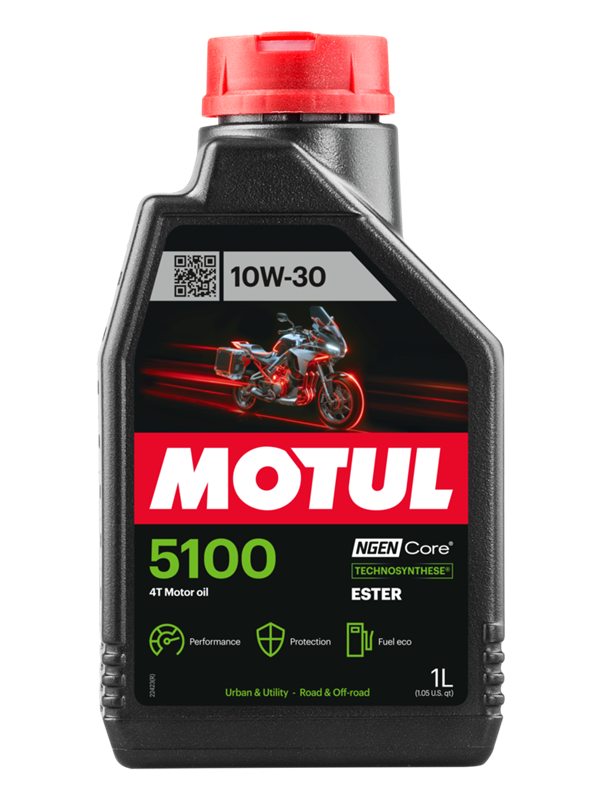 10W-30
MOTUL
5100
4T Motor oil
NGEN Core®
TECHNOSYNTHESE®
ESTER
Performance
Protection
Fuel eco
22423(R)
1L
(1.05 U.S. qt)
Urban & Utility - Road & Off-road